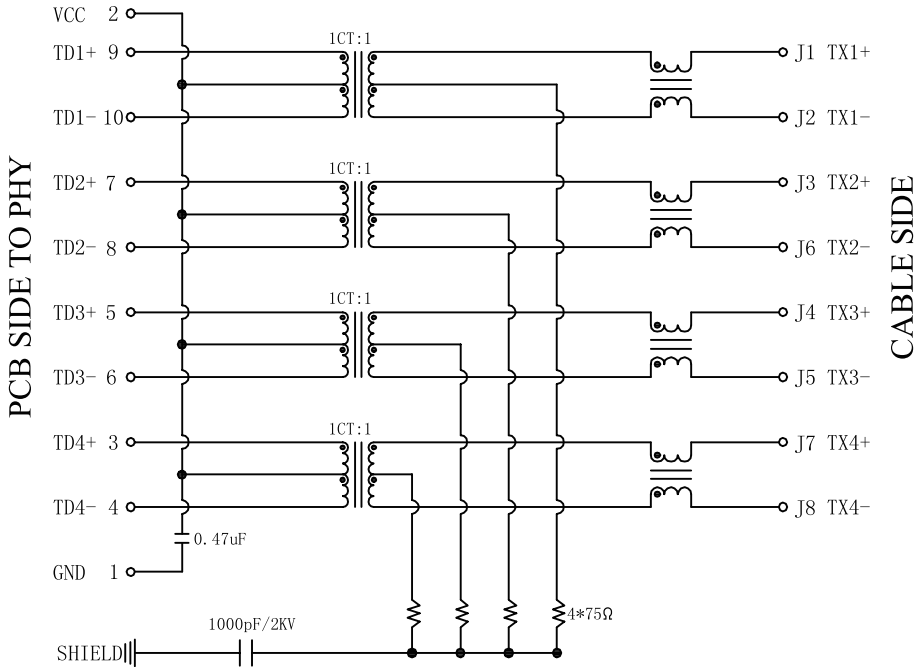 VCC 2
1CT:1
TD1+ 9
J1 TX1+
TD1- 10
J2 TX1-
1CT:1
TD2+ 7
J3 TX2+
TD2- 8
J6 TX2-
PCB SIDE TO PHY
CABLE SIDE
1CT:1
TD3+ 5
J4 TX3+
TD3- 6
J5 TX3-
1CT:1
TD4+ 3
J7 TX4+
TD4- 4
J8 TX4-
0.47uF
GND 1
4*75Ω
1000pF/2KV
SHIELD